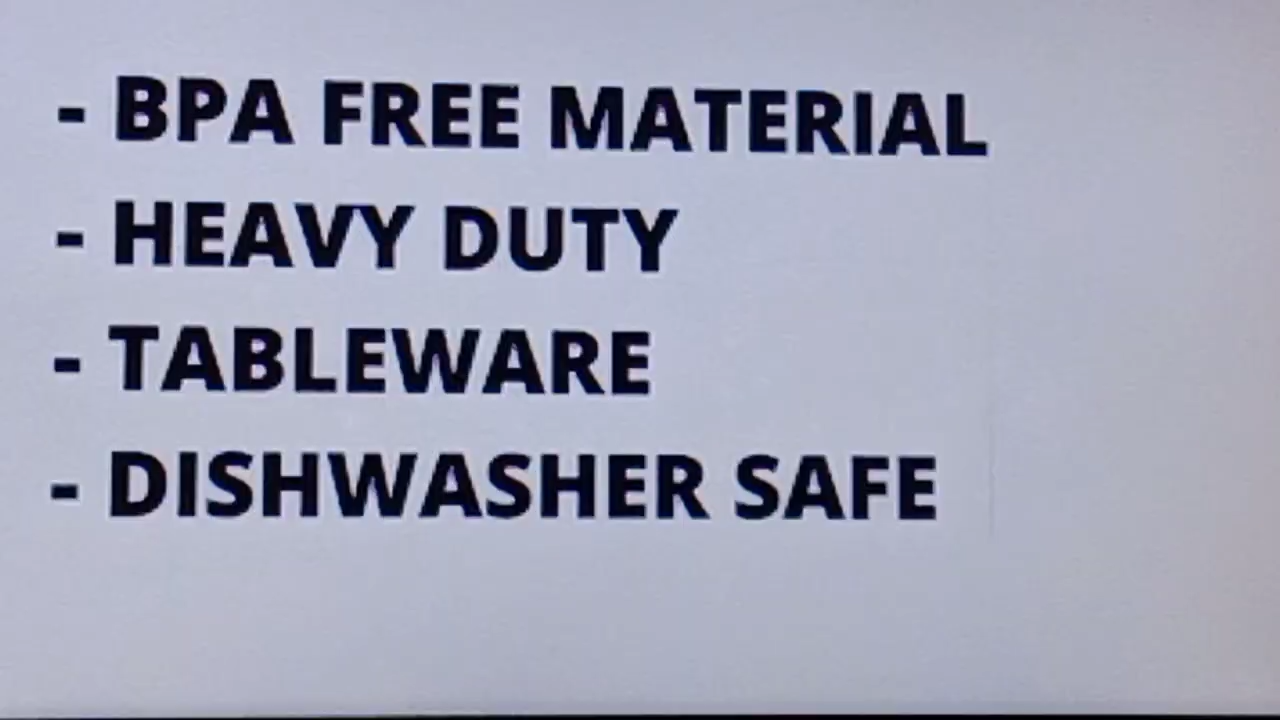 - BPA FREE MATERIAL
- HEAVY DUTY
- TABLEWARE
- DISHWASHER SAFE